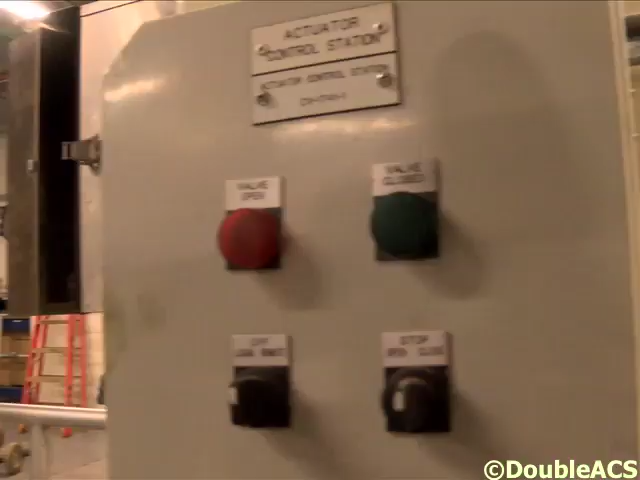 ACTUATOR
CONTROL STATION
ACTUATOR CONTROL STATION
VALVE
OPEN
VALVE
CLOSED
OFF
STOP
OPEN CLOSE
©DoubleACS